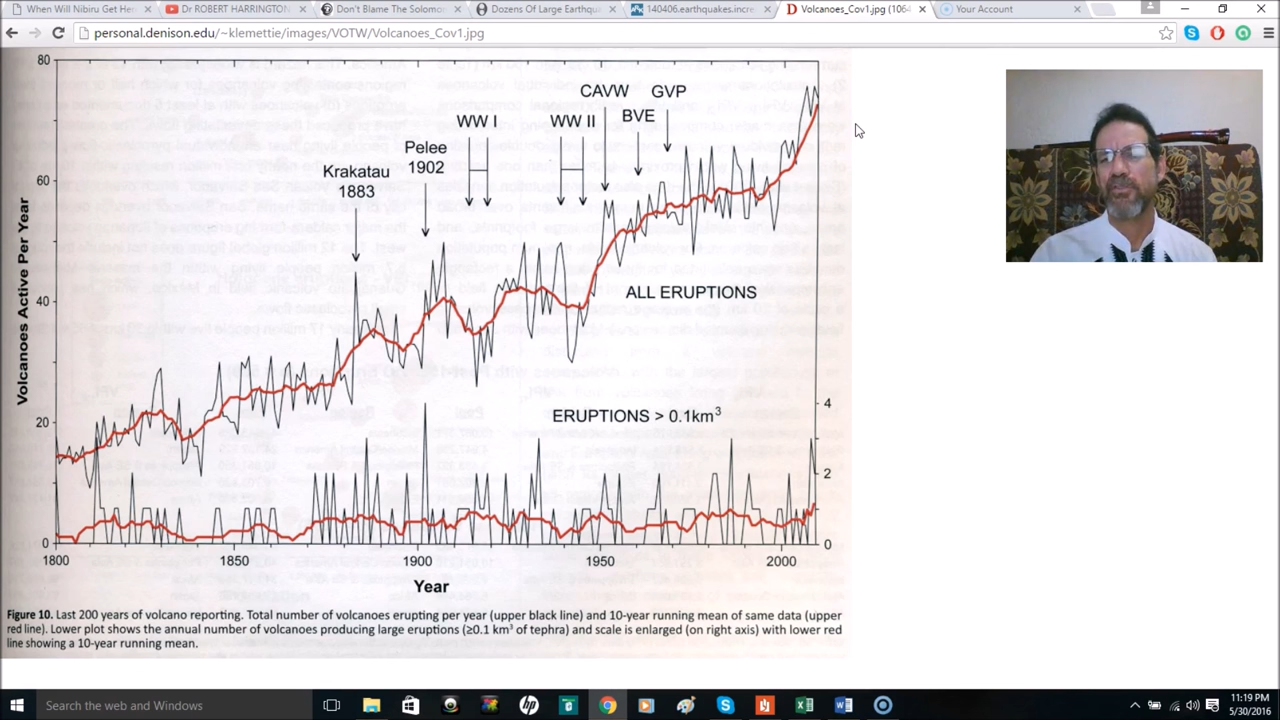 When Will Nibiru Get Her
Dr ROBERT HARRINGTON
Don't Blame The Solomo
Dozens Of Large Earthqu
140406.earthquakes.incre
Volcanoes_Cov1.jpg (1064
Your Account
personal.denison.edu/~klemettie/images/VOTW/Volcanoes_Cov1.jpg
80
60
40
20
0
Volcanoes Active Per Year
Krakatau
1883
Pelee
1902
WW I
WW II
CAVW
BVE
GVP
ALL ERUPTIONS
ERUPTIONS > 0.1km³
4
2
0
1800
1850
1900
1950
2000
Year
Figure 10. Last 200 years of volcano reporting. Total number of volcanoes erupting per year (upper black line) and 10-year running mean of same data (upper
red line). Lower plot shows the annual number of volcanoes producing large eruptions (≥0.1 km³ of tephra) and scale is enlarged (on right axis) with lower red
line showing a 10-year running mean.
Search the web and Windows
11:19 PM
5/30/2016